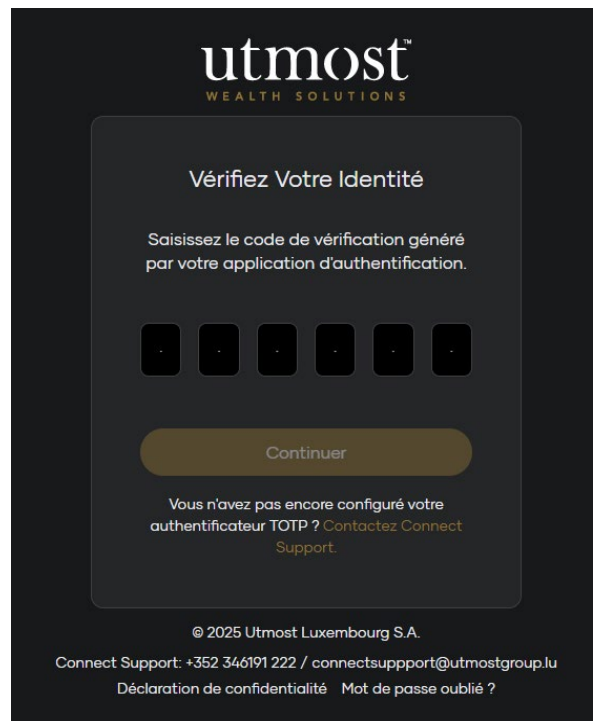 utmost™
WEALTH SOLUTIONS
Vérifiez Votre Identité
Saisissez le code de vérification généré
par votre application d'authentification.
Continuer
Vous n'avez pas encore configuré votre
authentificateur TOTP ? Contactez Connect
Support.
© 2025 Utmost Luxembourg S.A.
Connect Support: +352 346191 222 / connectsuppport@utmostgroup.lu
Déclaration de confidentialité Mot de passe oublié ?